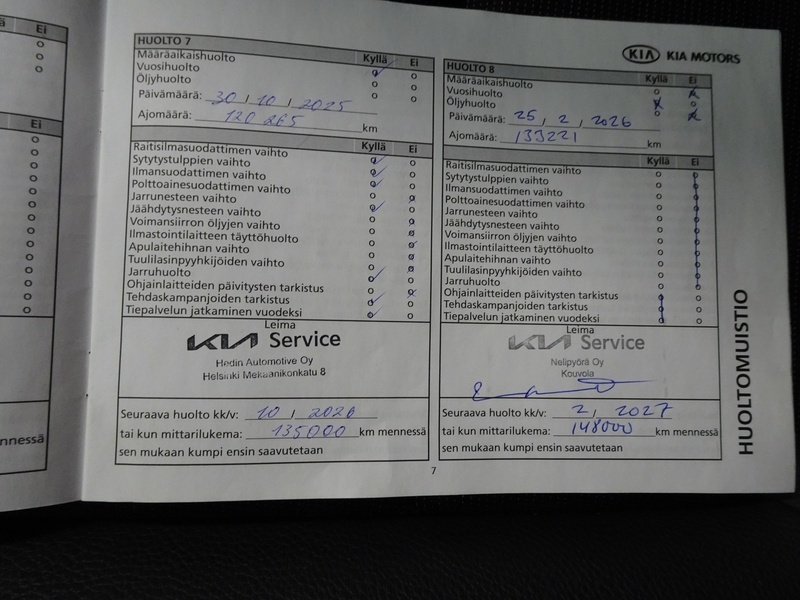 Ei
mennessä
HUOLTO 7
Kyllä Ei
Määräaikaishuolto
Vuosihuolto
Öljyhuolto
Päivämäärä: 30 / 10 / 2025
Ajomäärä: 120 265 km
Kyllä Ei
Raitisilmasuodattimen vaihto
Sytytystulppien vaihto
Ilmansuodattimen vaihto
Polttoainesuodattimen vaihto
Jarrunesteen vaihto
Jäähdytysnesteen vaihto
Voimansiirron öljyjen vaihto
Ilmastointilaitteen täyttöhuolto
Apulaitehihnan vaihto
Tuulilasinpyyhkijöiden vaihto
Jarruhuolto
Ohjainlaitteiden päivitysten tarkistus
Tehdaskampanjoiden tarkistus
Tiepalvelun jatkaminen vuodeksi
Leima
KIA Service
Hedin Automotive Oy
Helsinki Mekaanikonkatu 8
Seuraava huolto kk/v: 10 / 2026
tai kun mittarilukema: 135000 km mennessä
sen mukaan kumpi ensin saavutetaan
7
KIA KIA MOTORS
HUOLTO 8
Kyllä Ei
Määräaikaishuolto
Vuosihuolto
Öljyhuolto
Päivämäärä: 25 / 2 / 2026
Ajomäärä: 133221 km
Kyllä Ei
Raitisilmasuodattimen vaihto
Sytytystulppien vaihto
Ilmansuodattimen vaihto
Polttoainesuodattimen vaihto
Jarrunesteen vaihto
Jäähdytysnesteen vaihto
Voimansiirron öljyjen vaihto
Ilmastointilaitteen täyttöhuolto
Apulaitehihnan vaihto
Tuulilasinpyyhkijöiden vaihto
Jarruhuolto
Ohjainlaitteiden päivitysten tarkistus
Tehdaskampanjoiden tarkistus
Tiepalvelun jatkaminen vuodeksi
Leima
KIA Service
Nelipyörä Oy
Kouvola
Seuraava huolto kk/v: 2 / 2027
tai kun mittarilukema: 148000 km mennessä
sen mukaan kumpi ensin saavutetaan
HUOLTOMUISTIO